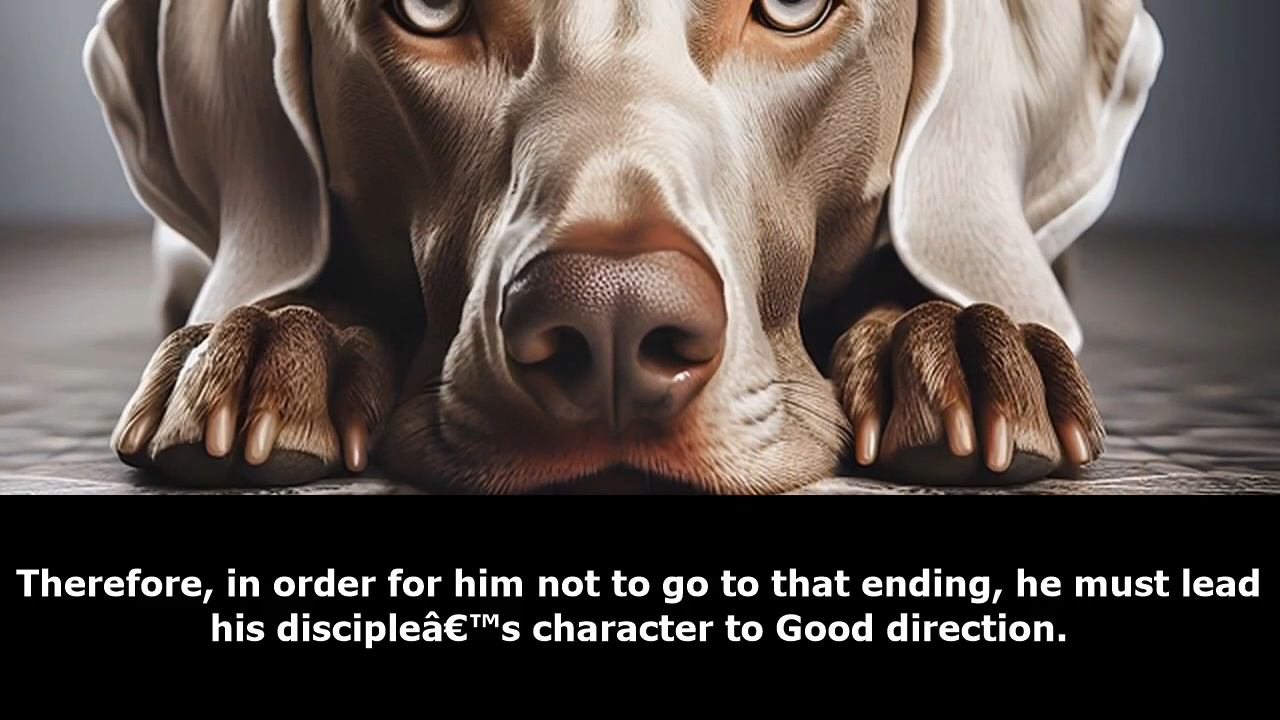 Therefore, in order for him not to go to that ending, he must lead
his discipleâ€™s character to Good direction.